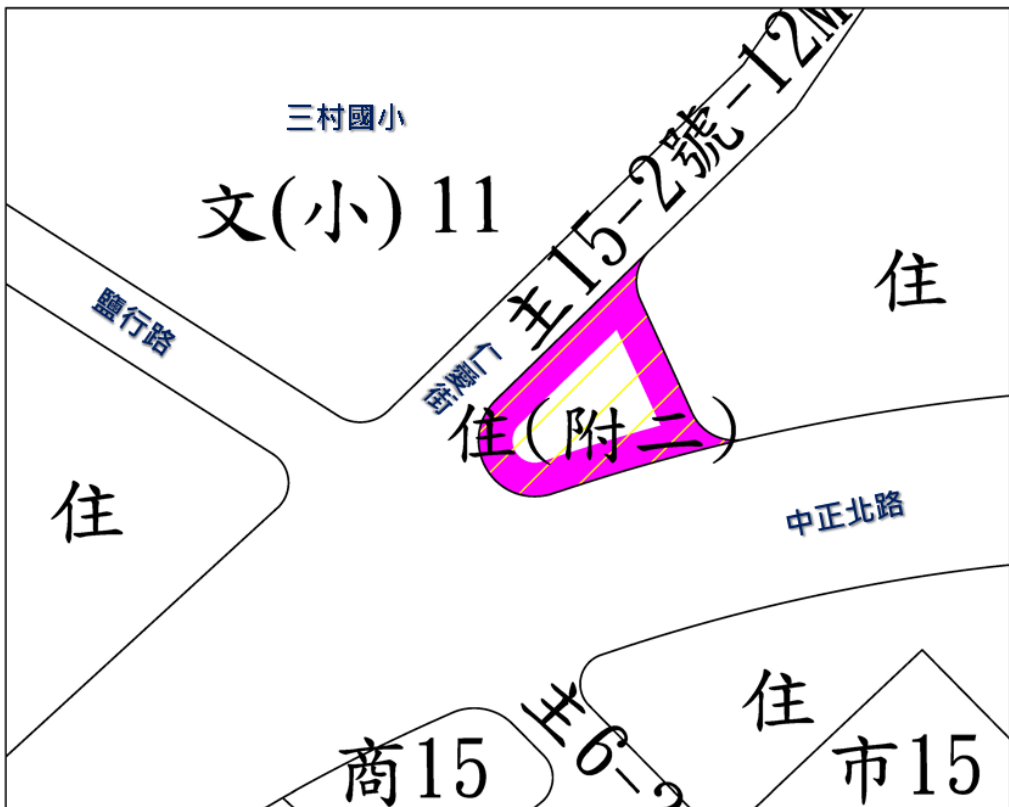 三村國小
文(小) 11
主15-2號-12M
住
鹽行路
仁愛街
住(附二)
住
中正北路
主6-
住
商15
市15